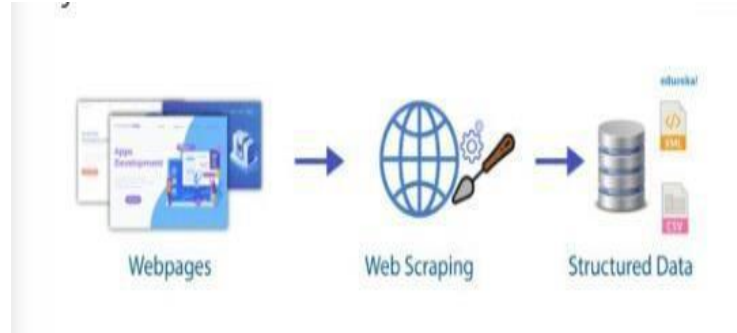 edureka!
Apps
Development
</>
XML
CSV
Webpages
Web Scraping
Structured Data